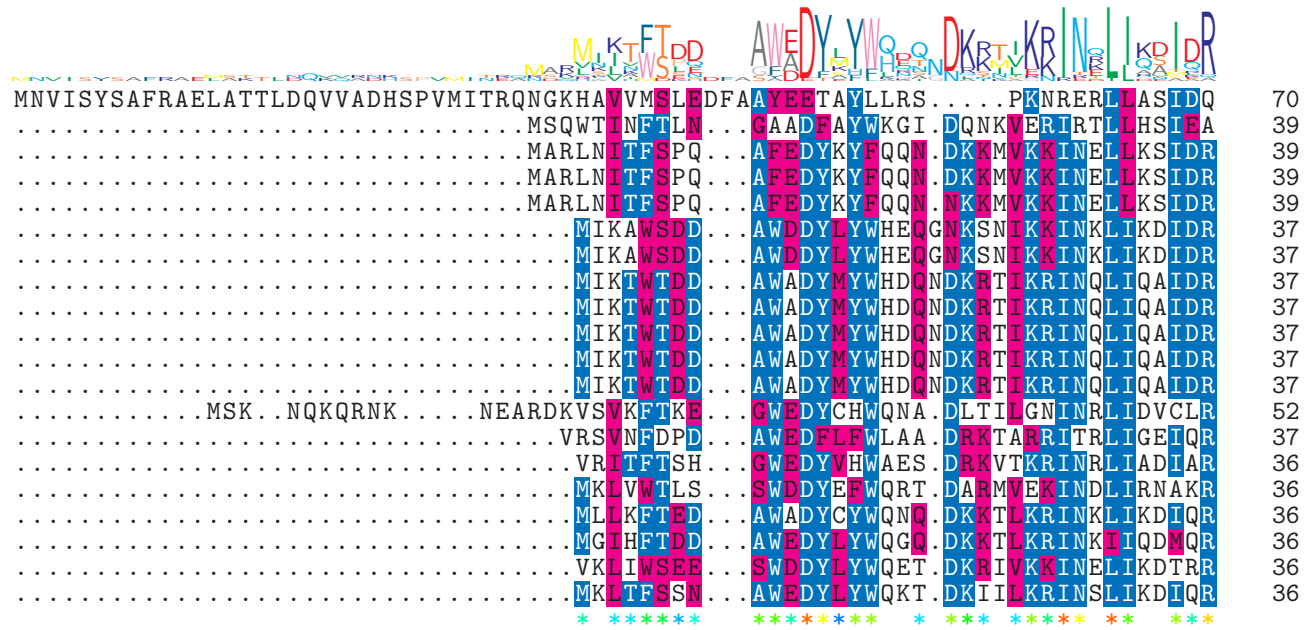 MNVISYSAFRAELATTLDQVVADHSPVMITRQNGKHAVVMSLEDFAAYEETAYLLRS.....PKNRERLLASIDQ 70
................................MSQWTINFTLN...GAADFAYWKGI.DQNKVERIRTLLHSIEA 39
................................MARLNITFSPQ...AFEDYKYFQQN.DKKMVKKINELLKSIDR 39
................................MARLNITFSPQ...AFEDYKYFQQN.DKKMVKKINELLKSIDR 39
................................MARLNITFSPQ...AFEDYKYFQQN.NKKMVKKINELLKSIDR 39
...................................MIKAWSDD...AWDDYLYWHEQGNKSNIKKINKLIKDIDR 37
...................................MIKAWSDD...AWDDYLYWHEQGNKSNIKKINKLIKDIDR 37
...................................MIKTWTDD...AWADYMYWHDQNDKRTIKRINQLIQAIDR 37
...................................MIKTWTDD...AWADYMYWHDQNDKRTIKRINQLIQAIDR 37
...................................MIKTWTDD...AWADYMYWHDQNDKRTIKRINQLIQAIDR 37
...................................MIKTWTDD...AWADYMYWHDQNDKRTIKRINQLIQAIDR 37
...................................MIKTWTDD...AWADYMYWHDQNDKRTIKRINQLIQAIDR 37
............MSK..NQKQRNK.....NEARDKVSVKFTKE...GWEDYCHWQNA.DLTILGNINRLIDVCLR 52
..................................VRSVNFDPD...AWEDFLFWLAA.DRKTARRITRLIGEIQR 37
...................................VRITFTSH...GWEDYVHWAES.DRKVTKRINRLIADIAR 36
...................................MKLVWTLS...SWDDYEFWQRT.DARMVEKINDLIRNAKR 36
...................................MLLKFTED...AWADYCYWQNQ.DKKTLKRINKLIKDIQR 36
...................................MGIHFTDD...AWEDYLYWQGQ.DKKTLKRINKIIQDMQR 36
...................................VKLIWSEE...SWDDYLYWQET.DKRIVKKINELIKDTRR 36
...................................MKLTFSSN...AWEDYLYWQKT.DKIILKRINSLIKDIQR 36